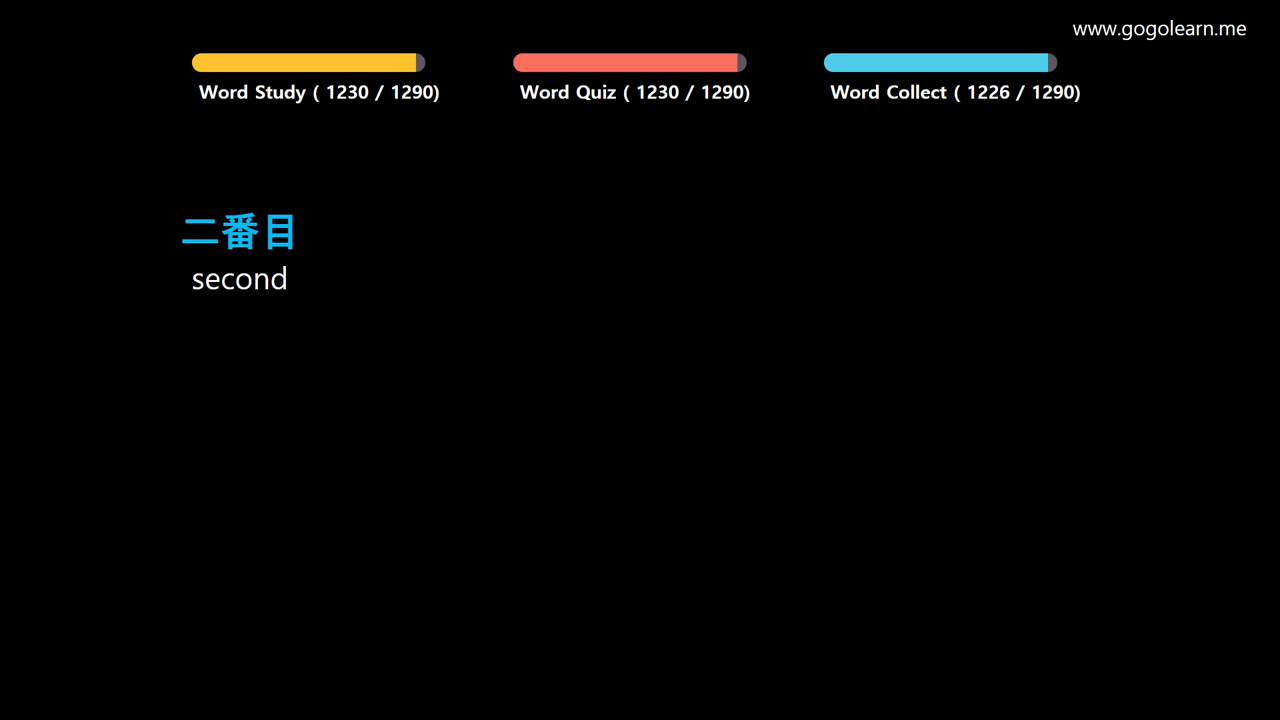 www.gogolearn.me
Word Study ( 1230 / 1290)
Word Quiz ( 1230 / 1290)
Word Collect ( 1226 / 1290)
二番目
second